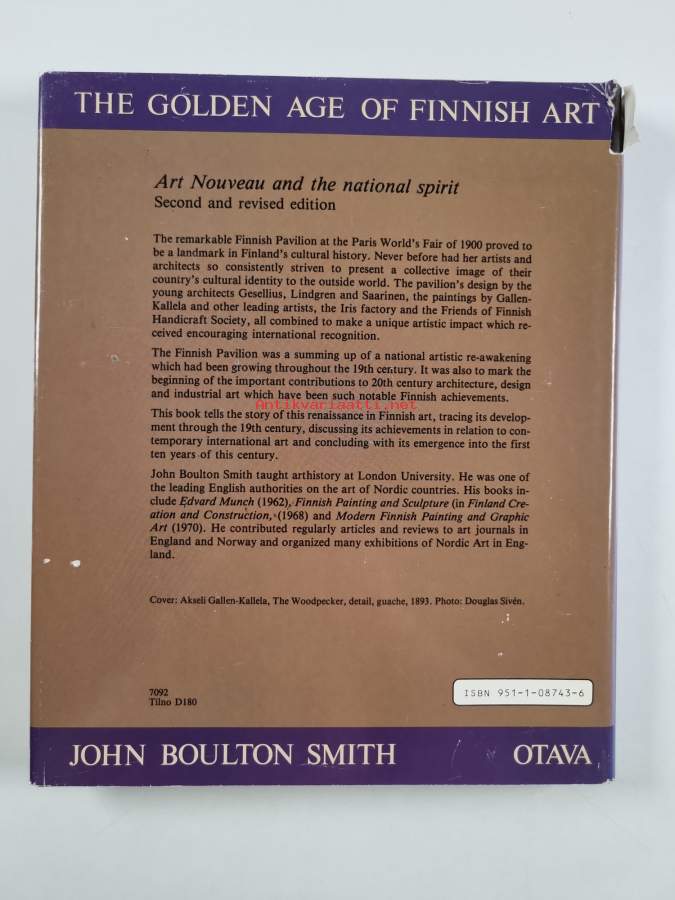 THE GOLDEN AGE OF FINNISH ART
Art Nouveau and the national spirit
Second and revised edition
The remarkable Finnish Pavilion at the Paris World's Fair of 1900 proved to
be a landmark in Finland's cultural history. Never before had her artists and
architects so consistently striven to present a collective image of their
country's cultural identity to the outside world. The pavilion's design by the
young architects Gesellius, Lindgren and Saarinen, the paintings by Gallen-
Kallela and other leading artists, the Iris factory and the Friends of Finnish
Handicraft Society, all combined to make a unique artistic impact which re-
ceived encouraging international recognition.
The Finnish Pavilion was a summing up of a national artistic re-awakening
which had been growing throughout the 19th century. It was also to mark the
beginning of the important contributions to 20th century architecture, design
and industrial art which have been such notable Finnish achievements.
Antikvariaatti.net
This book tells the story of this renaissance in Finnish art, tracing its develop-
ment through the 19th century, discussing its achievements in relation to con-
temporary international art and concluding with its emergence into the first
ten years of this century.
John Boulton Smith taught arthistory at London University. He was one of
the leading English authorities on the art of Nordic countries. His books in-
clude Edvard Munch (1962), Finnish Painting and Sculpture (in Finland Cre-
ation and Construction, (1968) and Modern Finnish Painting and Graphic
Art (1970). He contributed regularly articles and reviews to art journals in
England and Norway and organized many exhibitions of Nordic Art in Eng-
land.
Cover: Akseli Gallen-Kallela, The Woodpecker, detail, guache, 1893. Photo: Douglas Sivén.
7092
Tilno D180
ISBN 951-1-08743-6
JOHN BOULTON SMITH OTAVA